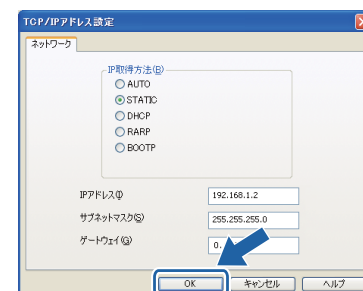 TCP/IPアドレス設定
ネットワーク
IP取得方法(B)
AUTO
STATIC
DHCP
RARP
BOOTP
IPアドレス(I) 192.168.1.2
サブネットマスク(S) 255.255.255.0
ゲートウェイ(G) 0.
OK キャンセル ヘルプ